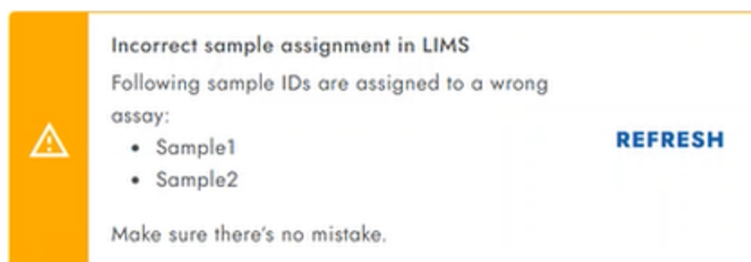 Incorrect sample assignment in LIMS
Following sample IDs are assigned to a wrong
assay:
• Sample1
• Sample2
REFRESH
Make sure there's no mistake.